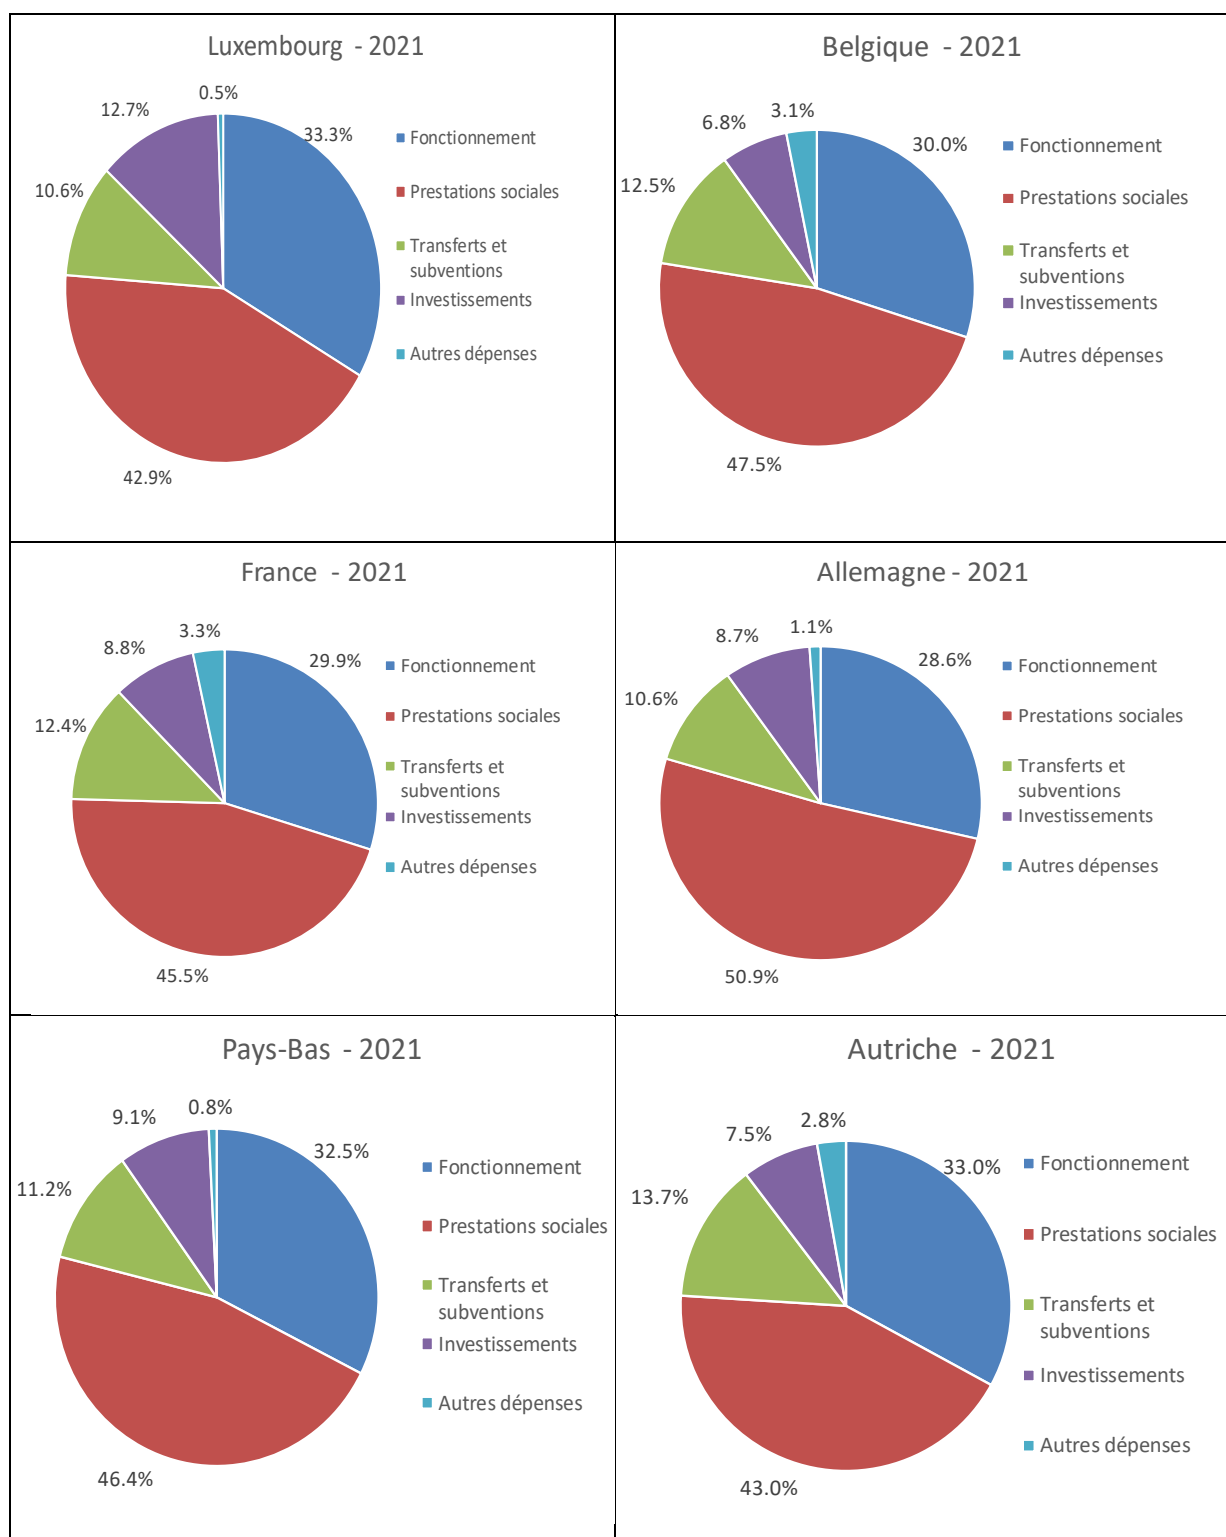 Luxembourg - 2021
0.5%
12.7%
33.3%
10.6%
42.9%
Fonctionnement
Prestations sociales
Transferts et
subventions
Investissements
Autres dépenses
Belgique - 2021
3.1%
6.8%
30.0%
12.5%
47.5%
Fonctionnement
Prestations sociales
Transferts et
subventions
Investissements
Autres dépenses
France - 2021
3.3%
8.8%
29.9%
12.4%
45.5%
Fonctionnement
Prestations sociales
Transferts et
subventions
Investissements
Autres dépenses
Allemagne - 2021
1.1%
8.7%
28.6%
10.6%
50.9%
Fonctionnement
Prestations sociales
Transferts et
subventions
Investissements
Autres dépenses
Pays-Bas - 2021
0.8%
9.1%
32.5%
11.2%
46.4%
Fonctionnement
Prestations sociales
Transferts et
subventions
Investissements
Autres dépenses
Autriche - 2021
2.8%
7.5%
33.0%
13.7%
43.0%
Fonctionnement
Prestations sociales
Transferts et
subventions
Investissements
Autres dépenses